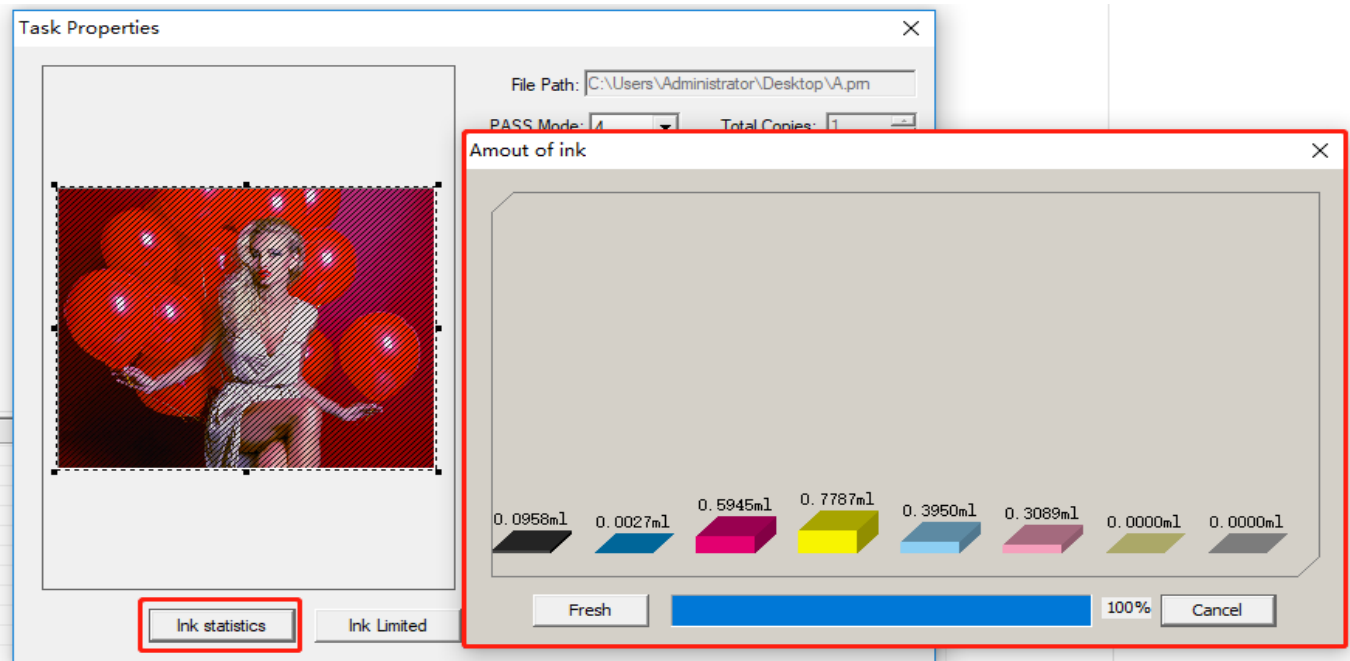 Task Properties
File Path: C:\Users\Administrator\Desktop\A.prn
PASS Mode: 4 Total Copies: 1
Amout of ink
0.0958ml 0.0027ml 0.5945ml 0.7787ml 0.3950ml 0.3089ml 0.0000ml 0.0000ml
Fresh 100% Cancel
Ink statistics Ink Limited